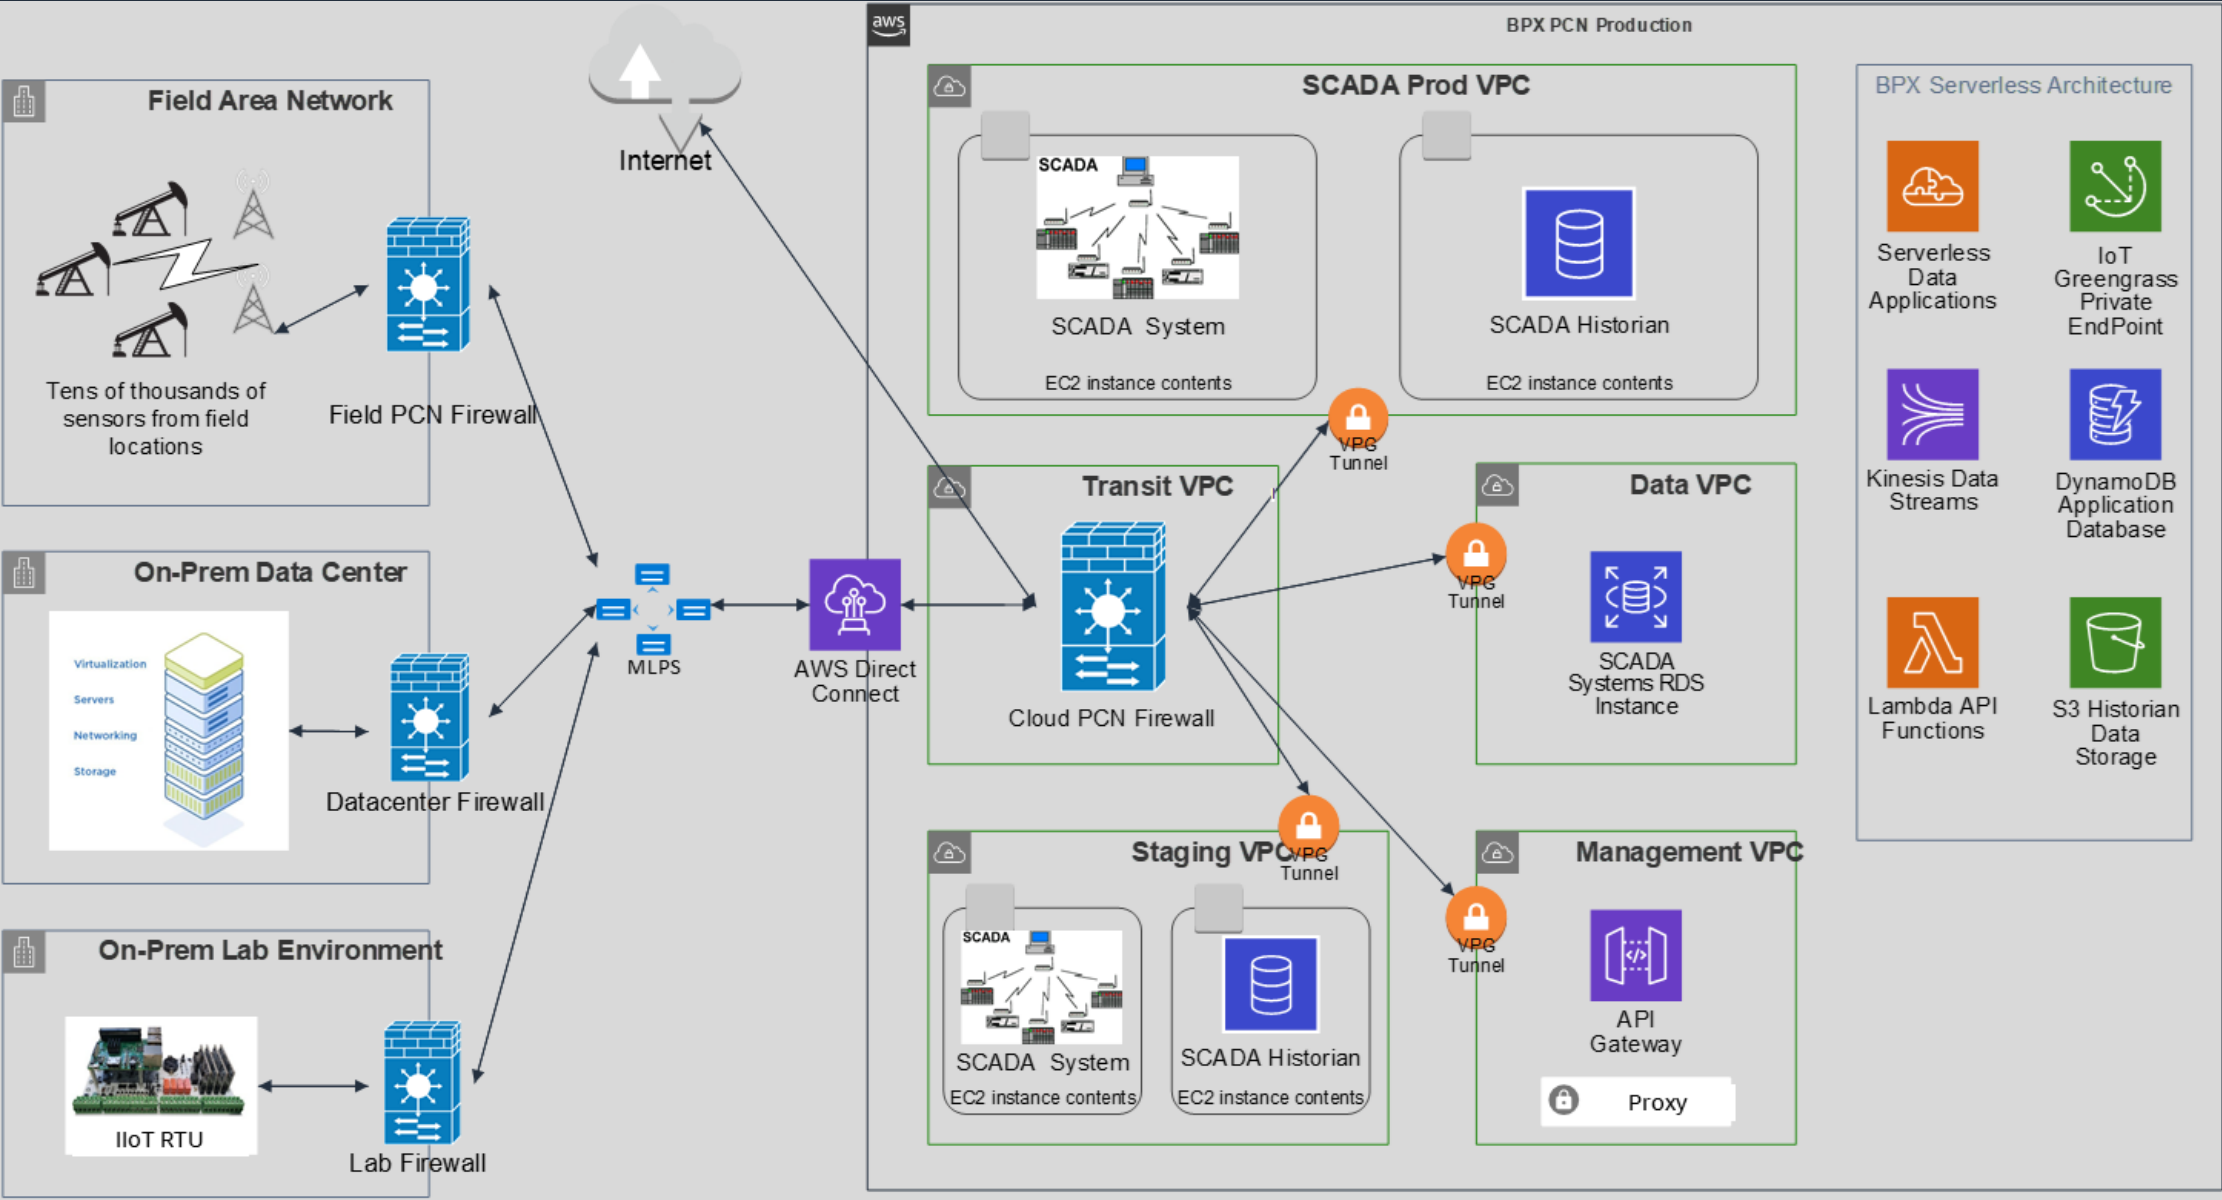 aws
BPX PCN Production
Field Area Network
Tens of thousands of
sensors from field
locations
Field PCN Firewall
Internet
On-Prem Data Center
Virtualization
Servers
Networking
Storage
Datacenter Firewall
On-Prem Lab Environment
IIoT RTU
Lab Firewall
MLPS
AWS Direct
Connect
SCADA Prod VPC
SCADA
SCADA System
EC2 instance contents
SCADA Historian
EC2 instance contents
VPG
Tunnel
Transit VPC
Cloud PCN Firewall
Data VPC
VPG
Tunnel
SCADA
Systems RDS
Instance
Staging VPC
VPG
Tunnel
SCADA
SCADA System
EC2 instance contents
SCADA Historian
EC2 instance contents
Management VPC
VPG
Tunnel
API
Gateway
Proxy
BPX Serverless Architecture
Serverless
Data
Applications
IoT
Greengrass
Private
EndPoint
Kinesis Data
Streams
DynamoDB
Application
Database
Lambda API
Functions
S3 Historian
Data
Storage